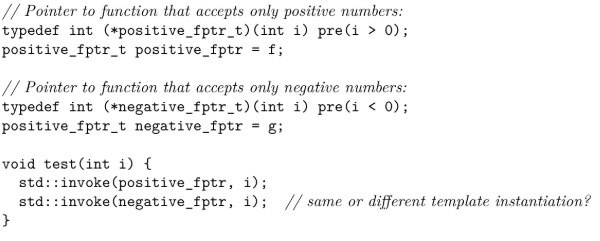 // Pointer to function that accepts only positive numbers:
typedef int (*positive_fptr_t)(int i) pre(i > 0);
positive_fptr_t positive_fptr = f;
// Pointer to function that accepts only negative numbers:
typedef int (*negative_fptr_t)(int i) pre(i < 0);
positive_fptr_t negative_fptr = g;
void test(int i) {
  std::invoke(positive_fptr, i);
  std::invoke(negative_fptr, i);  // same or different template instantiation?
}